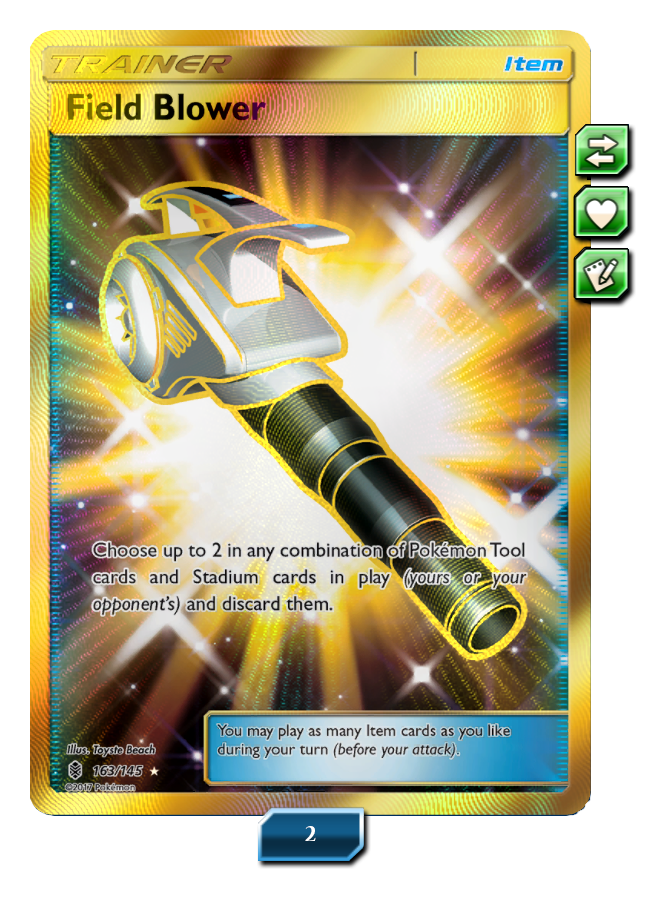 TRAINER
Item
Field Blower
Choose up to 2 in any combination of Pokémon Tool
cards and Stadium cards in play (yours or your
opponent's) and discard them.
You may play as many Item cards as you like
during your turn (before your attack).
Illus. Toyste Beach
163/145 ★
©2017 Pokémon
2